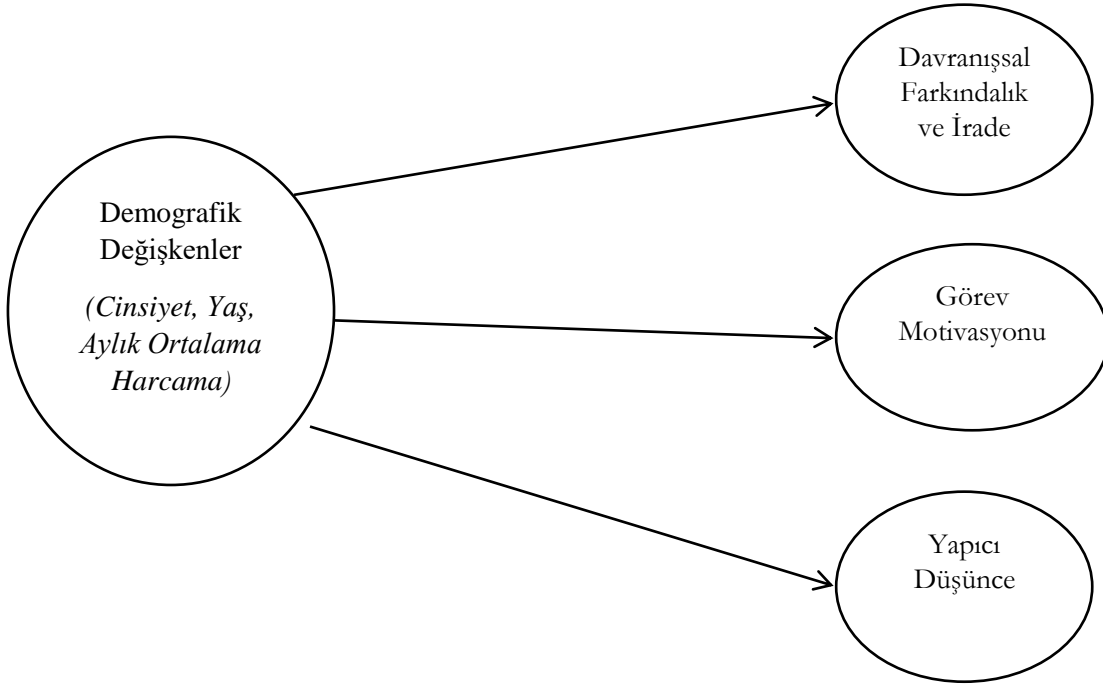 Davranışsal
Farkındalık
ve İrade
Demografik
Değişkenler
(Cinsiyet, Yaş,
Aylık Ortalama
Harcama)
Görev
Motivasyonu
Yapıcı
Düşünce